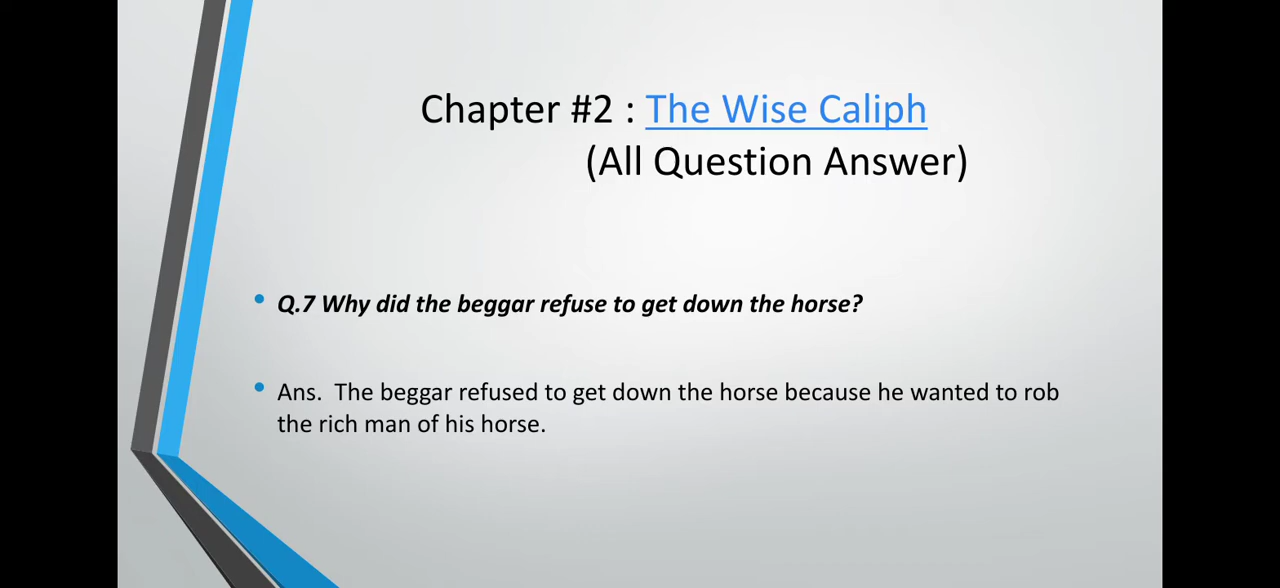 Chapter #2 : The Wise Caliph
(All Question Answer)
• Q.7 Why did the beggar refuse to get down the horse?
• Ans.  The beggar refused to get down the horse because he wanted to rob
the rich man of his horse.